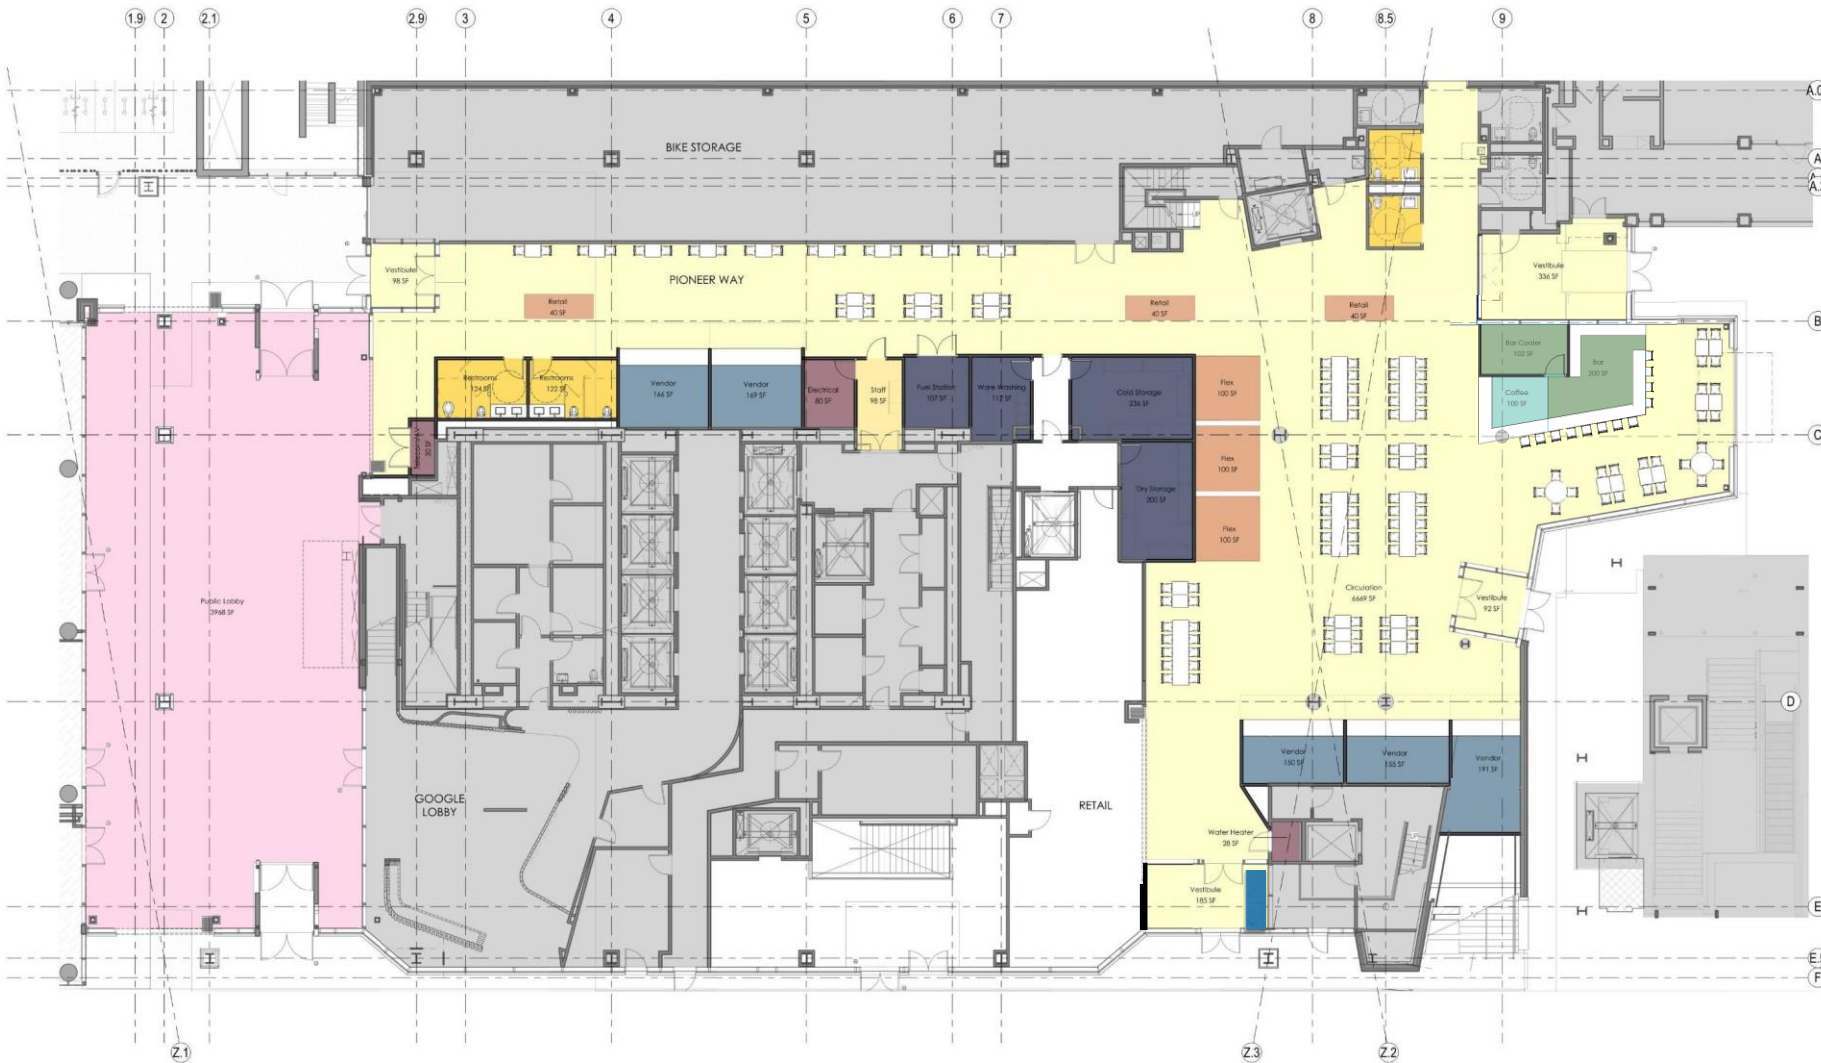 1.9
2
2.1
2.9
3
4
5
6
7
8
8.5
9
BIKE STORAGE
A
Vestibule
98 SF
PIONEER WAY
Vestibule
336 SF
Retail
40 SF
Retail
40 SF
Retail
40 SF
B
Bar Cooler
102 SF
Bar
200 SF
Restrooms
124 SF
Restrooms
122 SF
Vendor
166 SF
Vendor
169 SF
Electrical
80 SF
Staff
98 SF
Fuel Station
107 SF
Ware Washing
117 SF
Cold Storage
236 SF
Flex
100 SF
Coffee
100 SF
C
30 SF
Flex
100 SF
Dry Storage
200 SF
Flex
100 SF
Public Lobby
3968 SF
Circulation
6669 SF
Vestibule
92 SF
D
Vendor
150 SF
Vendor
155 SF
Vendor
191 SF
GOOGLE
LOBBY
RETAIL
Water Heater
28 SF
Vestibule
185 SF
E
F
Z.1
Z.3
Z.2